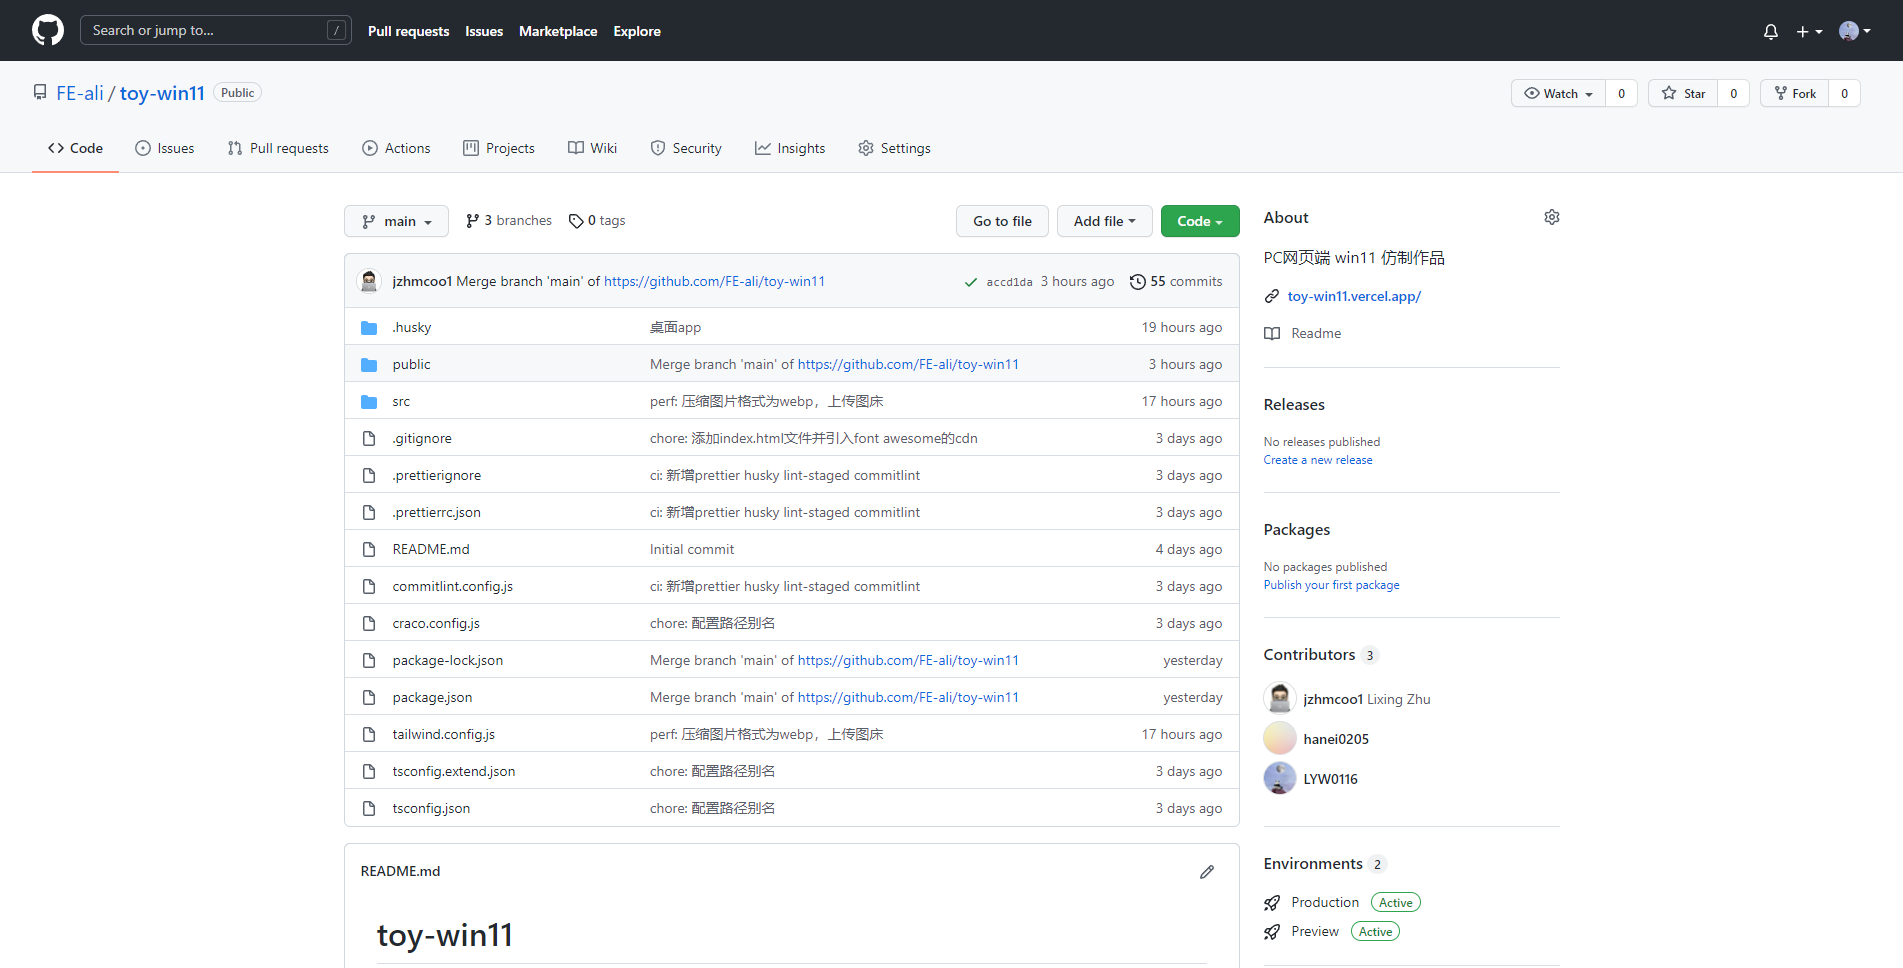 Search or jump to... /
Pull requests Issues Marketplace Explore
FE-ali / toy-win11 Public
Watch 0 Star 0 Fork 0
Code Issues Pull requests Actions Projects Wiki Security Insights Settings
main 3 branches 0 tags Go to file Add file Code
jzhmcoo1 Merge branch 'main' of https://github.com/FE-ali/toy-win11 accd1da 3 hours ago 55 commits
.husky 桌面app 19 hours ago
public Merge branch 'main' of https://github.com/FE-ali/toy-win11 3 hours ago
src perf: 压缩图片格式为webp，上传图床 17 hours ago
.gitignore chore: 添加index.html文件并引入font awesome的cdn 3 days ago
.prettierignore ci: 新增prettier husky lint-staged commitlint 3 days ago
.prettierrc.json ci: 新增prettier husky lint-staged commitlint 3 days ago
README.md Initial commit 4 days ago
commitlint.config.js ci: 新增prettier husky lint-staged commitlint 3 days ago
craco.config.js chore: 配置路径别名 3 days ago
package-lock.json Merge branch 'main' of https://github.com/FE-ali/toy-win11 yesterday
package.json Merge branch 'main' of https://github.com/FE-ali/toy-win11 yesterday
tailwind.config.js perf: 压缩图片格式为webp，上传图床 17 hours ago
tsconfig.extend.json chore: 配置路径别名 3 days ago
tsconfig.json chore: 配置路径别名 3 days ago
README.md
toy-win11
About
PC网页端 win11 仿制作品
toy-win11.vercel.app/
Readme
Releases
No releases published
Create a new release
Packages
No packages published
Publish your first package
Contributors 3
jzhmcoo1 Lixing Zhu
hanei0205
LYW0116
Environments 2
Production Active
Preview Active